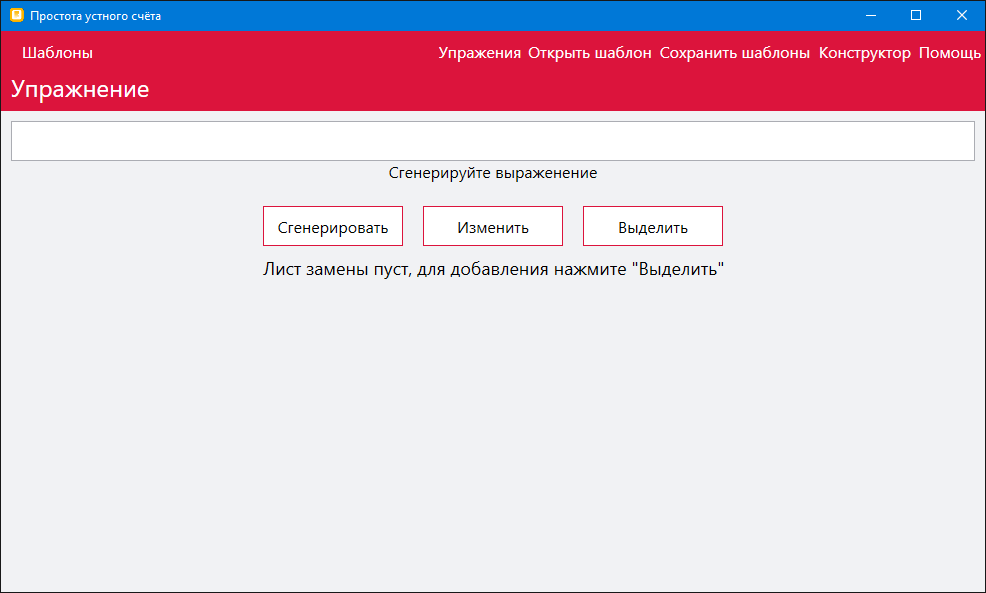 Простота устного счёта
Шаблоны Упражения Открыть шаблон Сохранить шаблоны Конструктор Помощь
Упражнение
Сгенерируйте выраженение
Сгенерировать Изменить Выделить
Лист замены пуст, для добавления нажмите "Выделить"